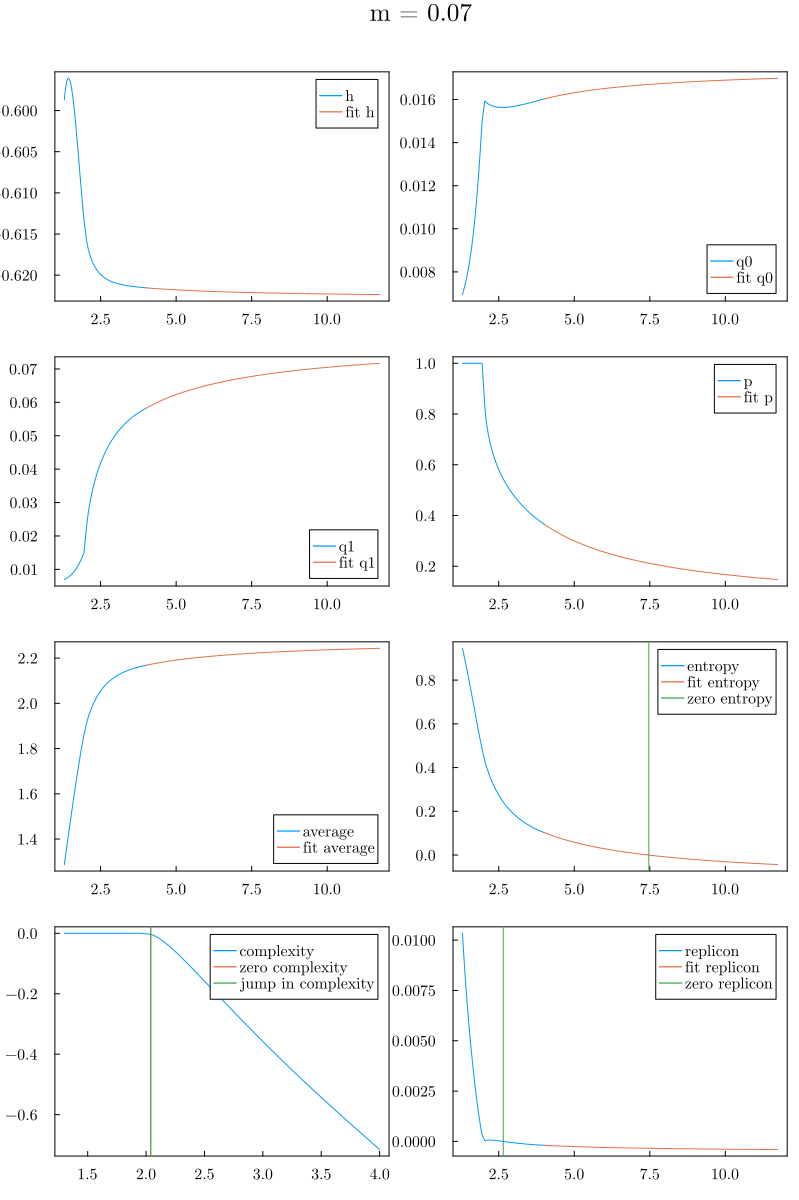 m = 0.07
h
fit h
-0.600
-0.605
-0.610
-0.615
-0.620
2.5 5.0 7.5 10.0
q0
fit q0
0.016
0.014
0.012
0.010
0.008
2.5 5.0 7.5 10.0
q1
fit q1
0.07
0.06
0.05
0.04
0.03
0.02
0.01
2.5 5.0 7.5 10.0
p
fit p
1.0
0.8
0.6
0.4
0.2
2.5 5.0 7.5 10.0
average
fit average
2.2
2.0
1.8
1.6
1.4
2.5 5.0 7.5 10.0
entropy
fit entropy
zero entropy
0.8
0.6
0.4
0.2
0.0
2.5 5.0 7.5 10.0
complexity
zero complexity
jump in complexity
0.0
−0.2
−0.4
−0.6
1.5 2.0 2.5 3.0 3.5 4.0
replicon
fit replicon
zero replicon
0.0100
0.0075
0.0050
0.0025
0.0000
2.5 5.0 7.5 10.0